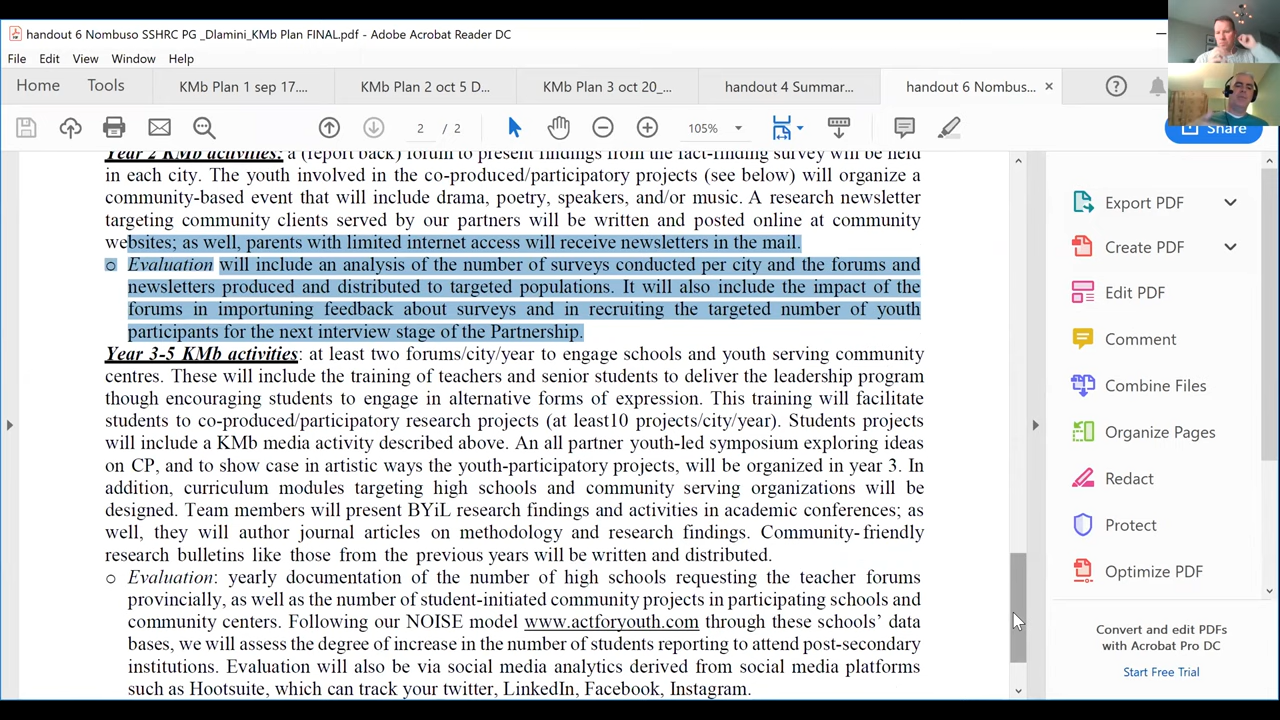 handout 6 Nombuso SSHRC PG _Dlamini_KMb Plan FINAL.pdf - Adobe Acrobat Reader DC
File Edit View Window Help
Home Tools KMb Plan 1 sep 17.... KMb Plan 2 oct 5 D... KMb Plan 3 oct 20_... handout 4 Summar... handout 6 Nombus... ×
2 / 2 105% Share
Year 2 KMb activities: a (report back) forum to present findings from the fact-finding survey will be held
in each city. The youth involved in the co-produced/participatory projects (see below) will organize a
community-based event that will include drama, poetry, speakers, and/or music. A research newsletter
targeting community clients served by our partners will be written and posted online at community
websites; as well, parents with limited internet access will receive newsletters in the mail.
o Evaluation will include an analysis of the number of surveys conducted per city and the forums and
newsletters produced and distributed to targeted populations. It will also include the impact of the
forums in importuning feedback about surveys and in recruiting the targeted number of youth
participants for the next interview stage of the Partnership.
Year 3-5 KMb activities: at least two forums/city/year to engage schools and youth serving community
centres. These will include the training of teachers and senior students to deliver the leadership program
though encouraging students to engage in alternative forms of expression. This training will facilitate
students to co-produced/participatory research projects (at least10 projects/city/year). Students projects
will include a KMb media activity described above. An all partner youth-led symposium exploring ideas
on CP, and to show case in artistic ways the youth-participatory projects, will be organized in year 3. In
addition, curriculum modules targeting high schools and community serving organizations will be
designed. Team members will present BYiL research findings and activities in academic conferences; as
well, they will author journal articles on methodology and research findings. Community-friendly
research bulletins like those from the previous years will be written and distributed.
o Evaluation: yearly documentation of the number of high schools requesting the teacher forums
provincially, as well as the number of student-initiated community projects in participating schools and
community centers. Following our NOISE model www.actforyouth.com through these schools' data
bases, we will assess the degree of increase in the number of students reporting to attend post-secondary
institutions. Evaluation will also be via social media analytics derived from social media platforms
such as Hootsuite, which can track your twitter, LinkedIn, Facebook, Instagram.
Export PDF
Create PDF
Edit PDF
Comment
Combine Files
Organize Pages
Redact
Protect
Optimize PDF
Convert and edit PDFs
with Acrobat Pro DC
Start Free Trial